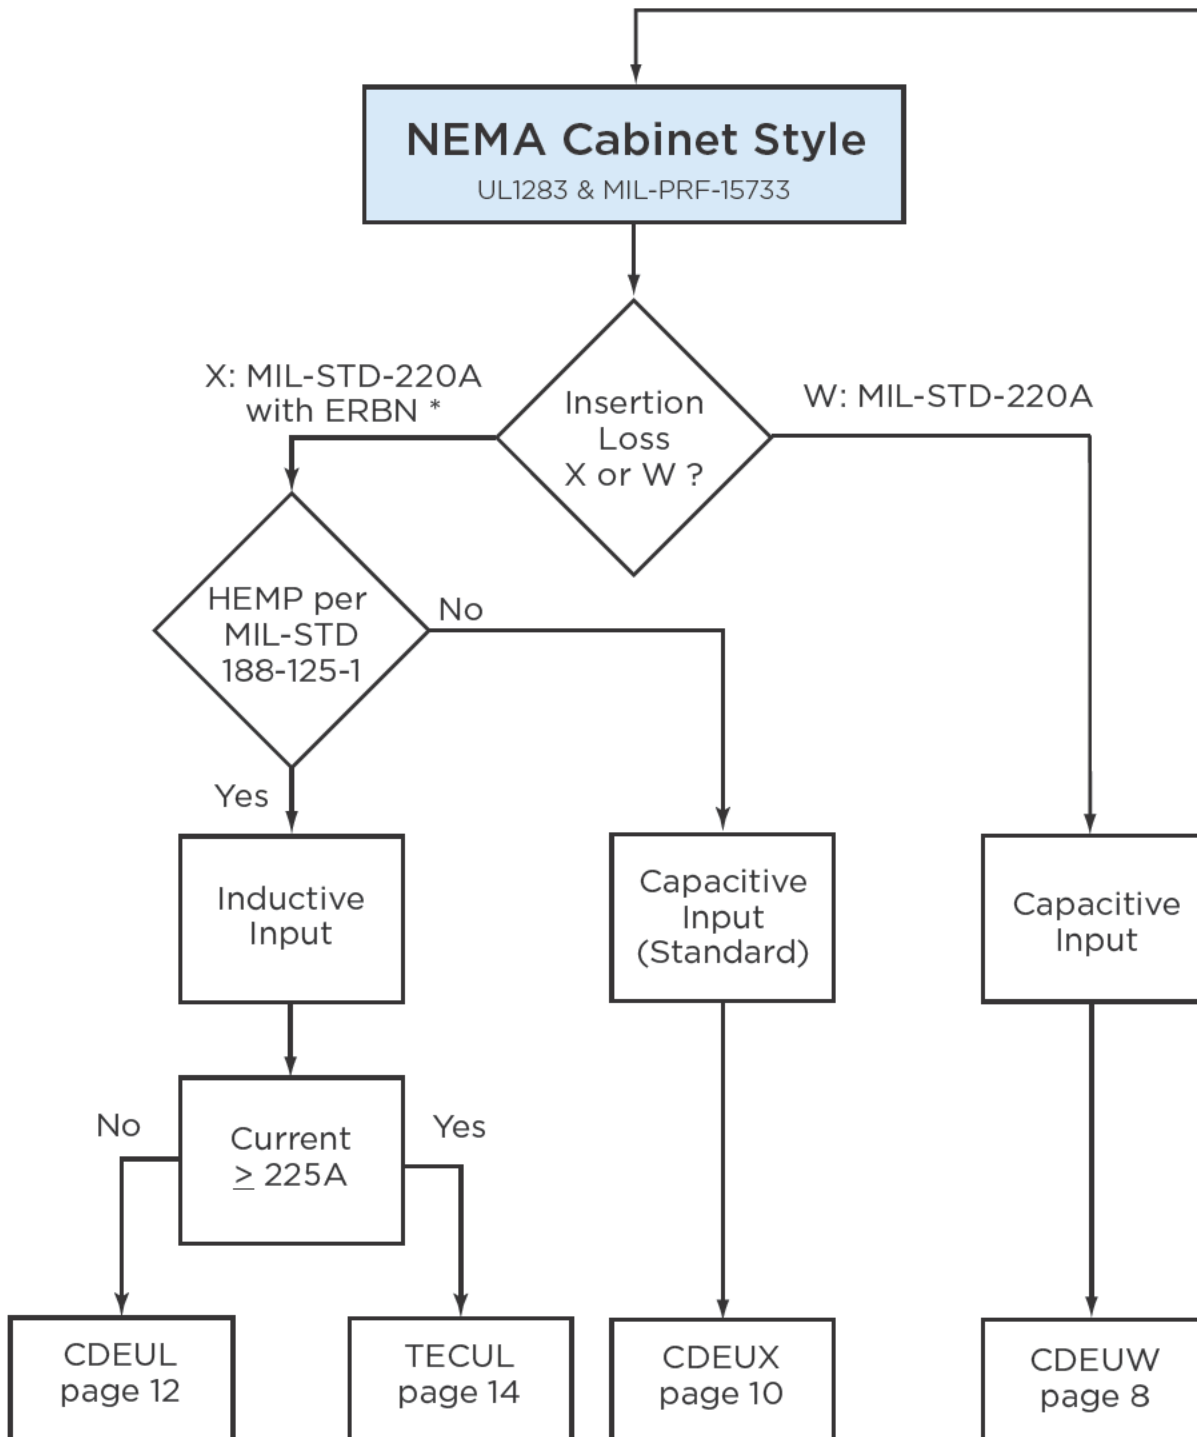 NEMA Cabinet Style
UL1283 & MIL-PRF-15733
X: MIL-STD-220A
with ERBN *
Insertion
Loss
X or W ?
W: MIL-STD-220A
HEMP per
MIL-STD
188-125-1
No
Yes
Inductive
Input
Capacitive
Input
(Standard)
Capacitive
Input
No
Current
≥ 225A
Yes
CDEUL
page 12
TECUL
page 14
CDEUX
page 10
CDEUW
page 8